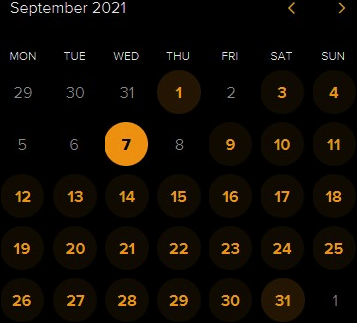 September 2021
MON TUE WED THU FRI SAT SUN
29 30 31 1 2 3 4
5 6 7 8 9 10 11
12 13 14 15 16 17 18
19 20 21 22 23 24 25
26 27 28 29 30 31 1